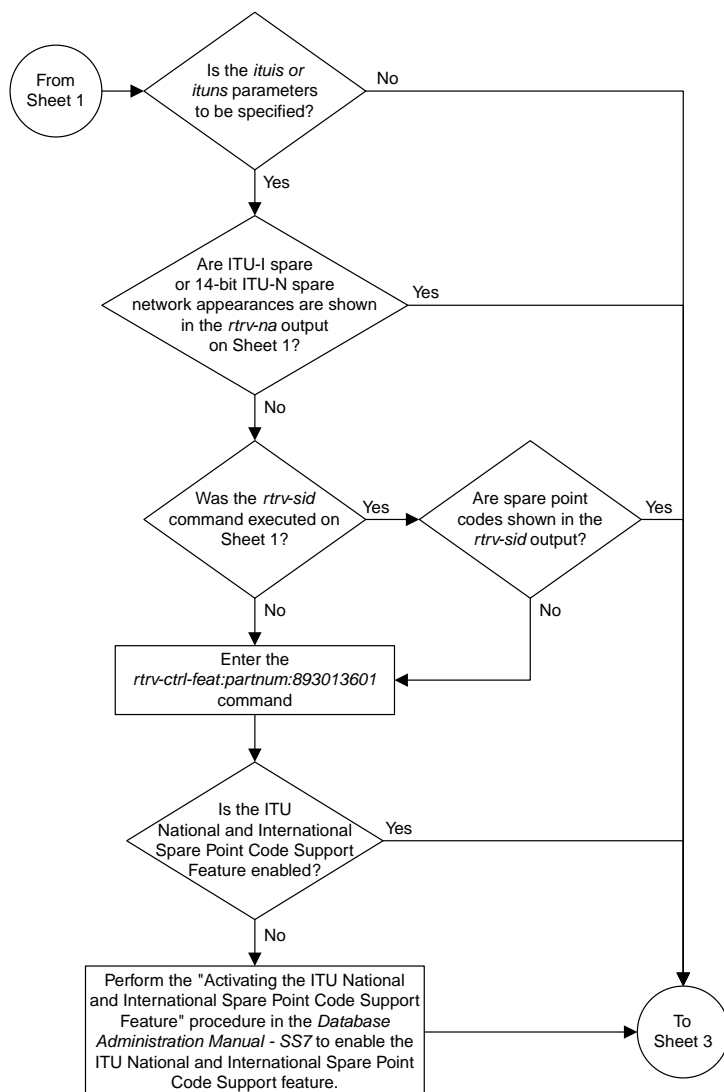 From
Sheet 1
Is the ituis or
ituns parameters
to be specified?
No
Yes
Are ITU-I spare
or 14-bit ITU-N spare
network appearances are shown
in the rtrv-na output
on Sheet 1?
Yes
No
Was the rtrv-sid
command executed on
Sheet 1?
Yes
Are spare point
codes shown in the
rtrv-sid output?
Yes
No
No
Enter the
rtrv-ctrl-feat:partnum:893013601
command
Is the ITU
National and International
Spare Point Code Support
Feature enabled?
Yes
No
Perform the "Activating the ITU National
and International Spare Point Code Support
Feature" procedure in the Database
Administration Manual - SS7 to enable the
ITU National and International Spare Point
Code Support feature.
To
Sheet 3